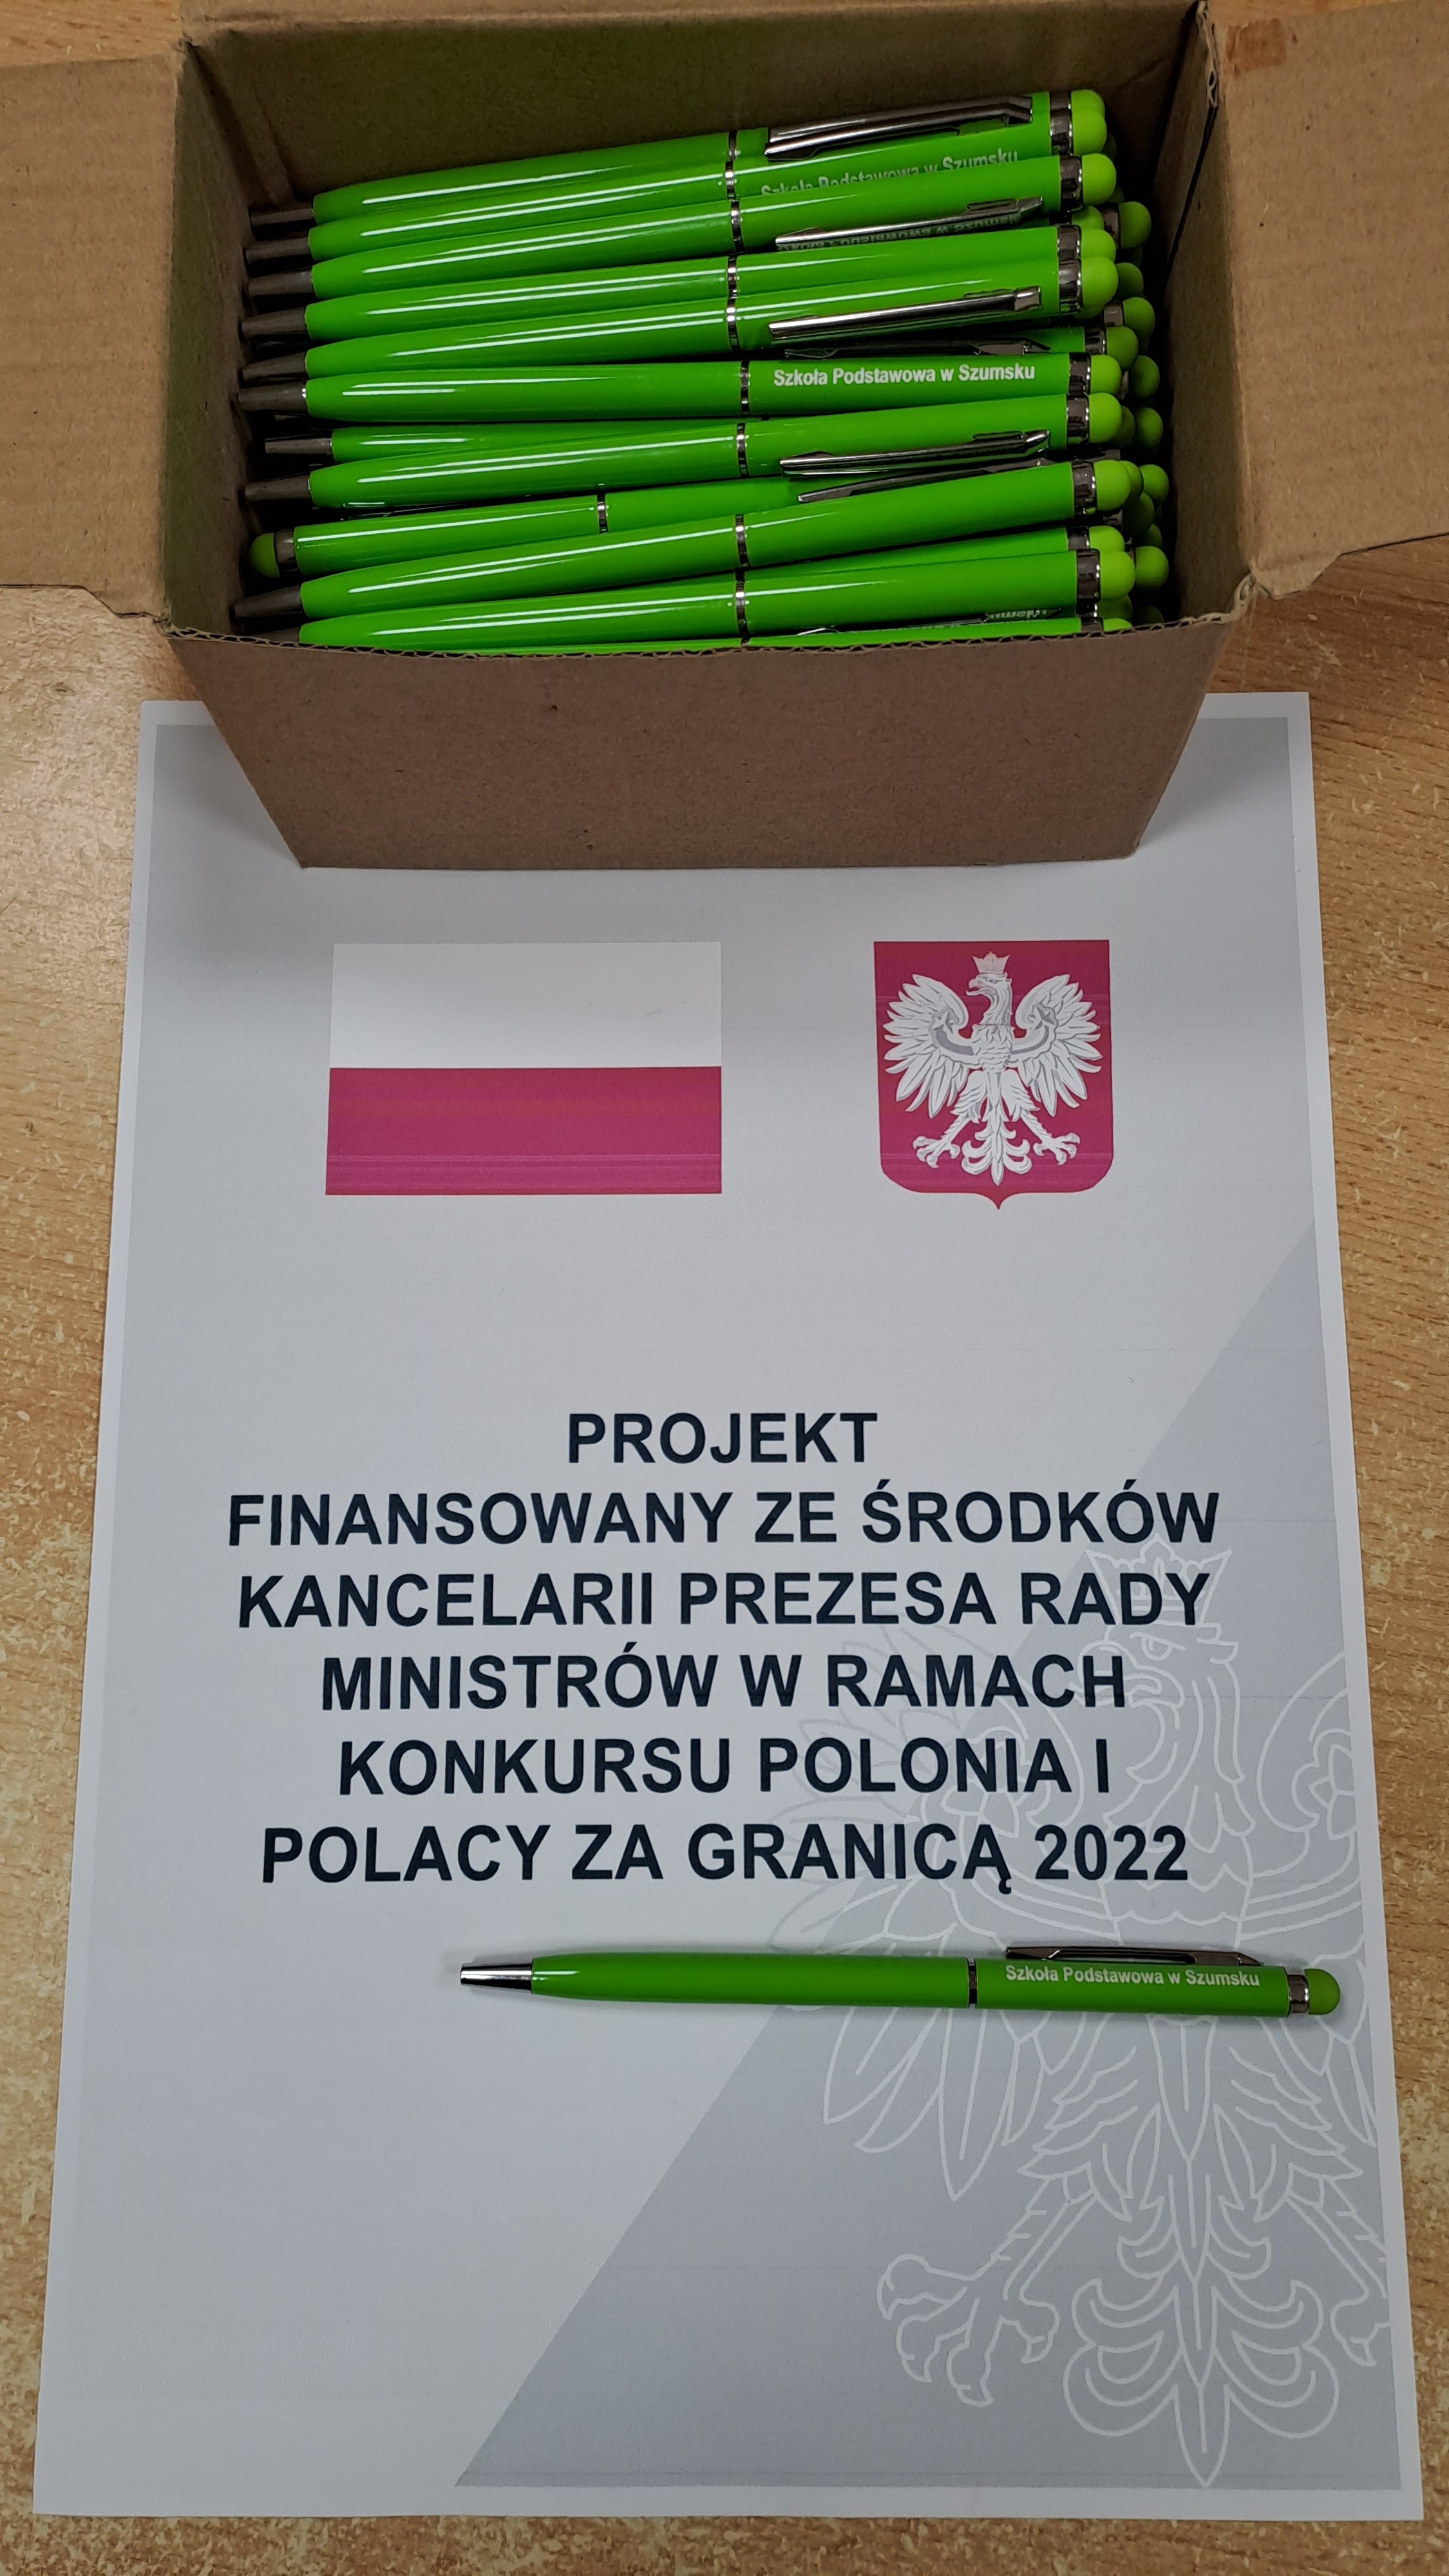 Szkoła Podstawowa w Szumsku
Szkoła Podstawowa w Szumsku
PROJEKT
FINANSOWANY ZE ŚRODKÓW
KANCELARII PREZESA RADY
MINISTRÓW W RAMACH
KONKURSU POLONIA I
POLACY ZA GRANICĄ 2022
Szkoła Podstawowa w Szumsku